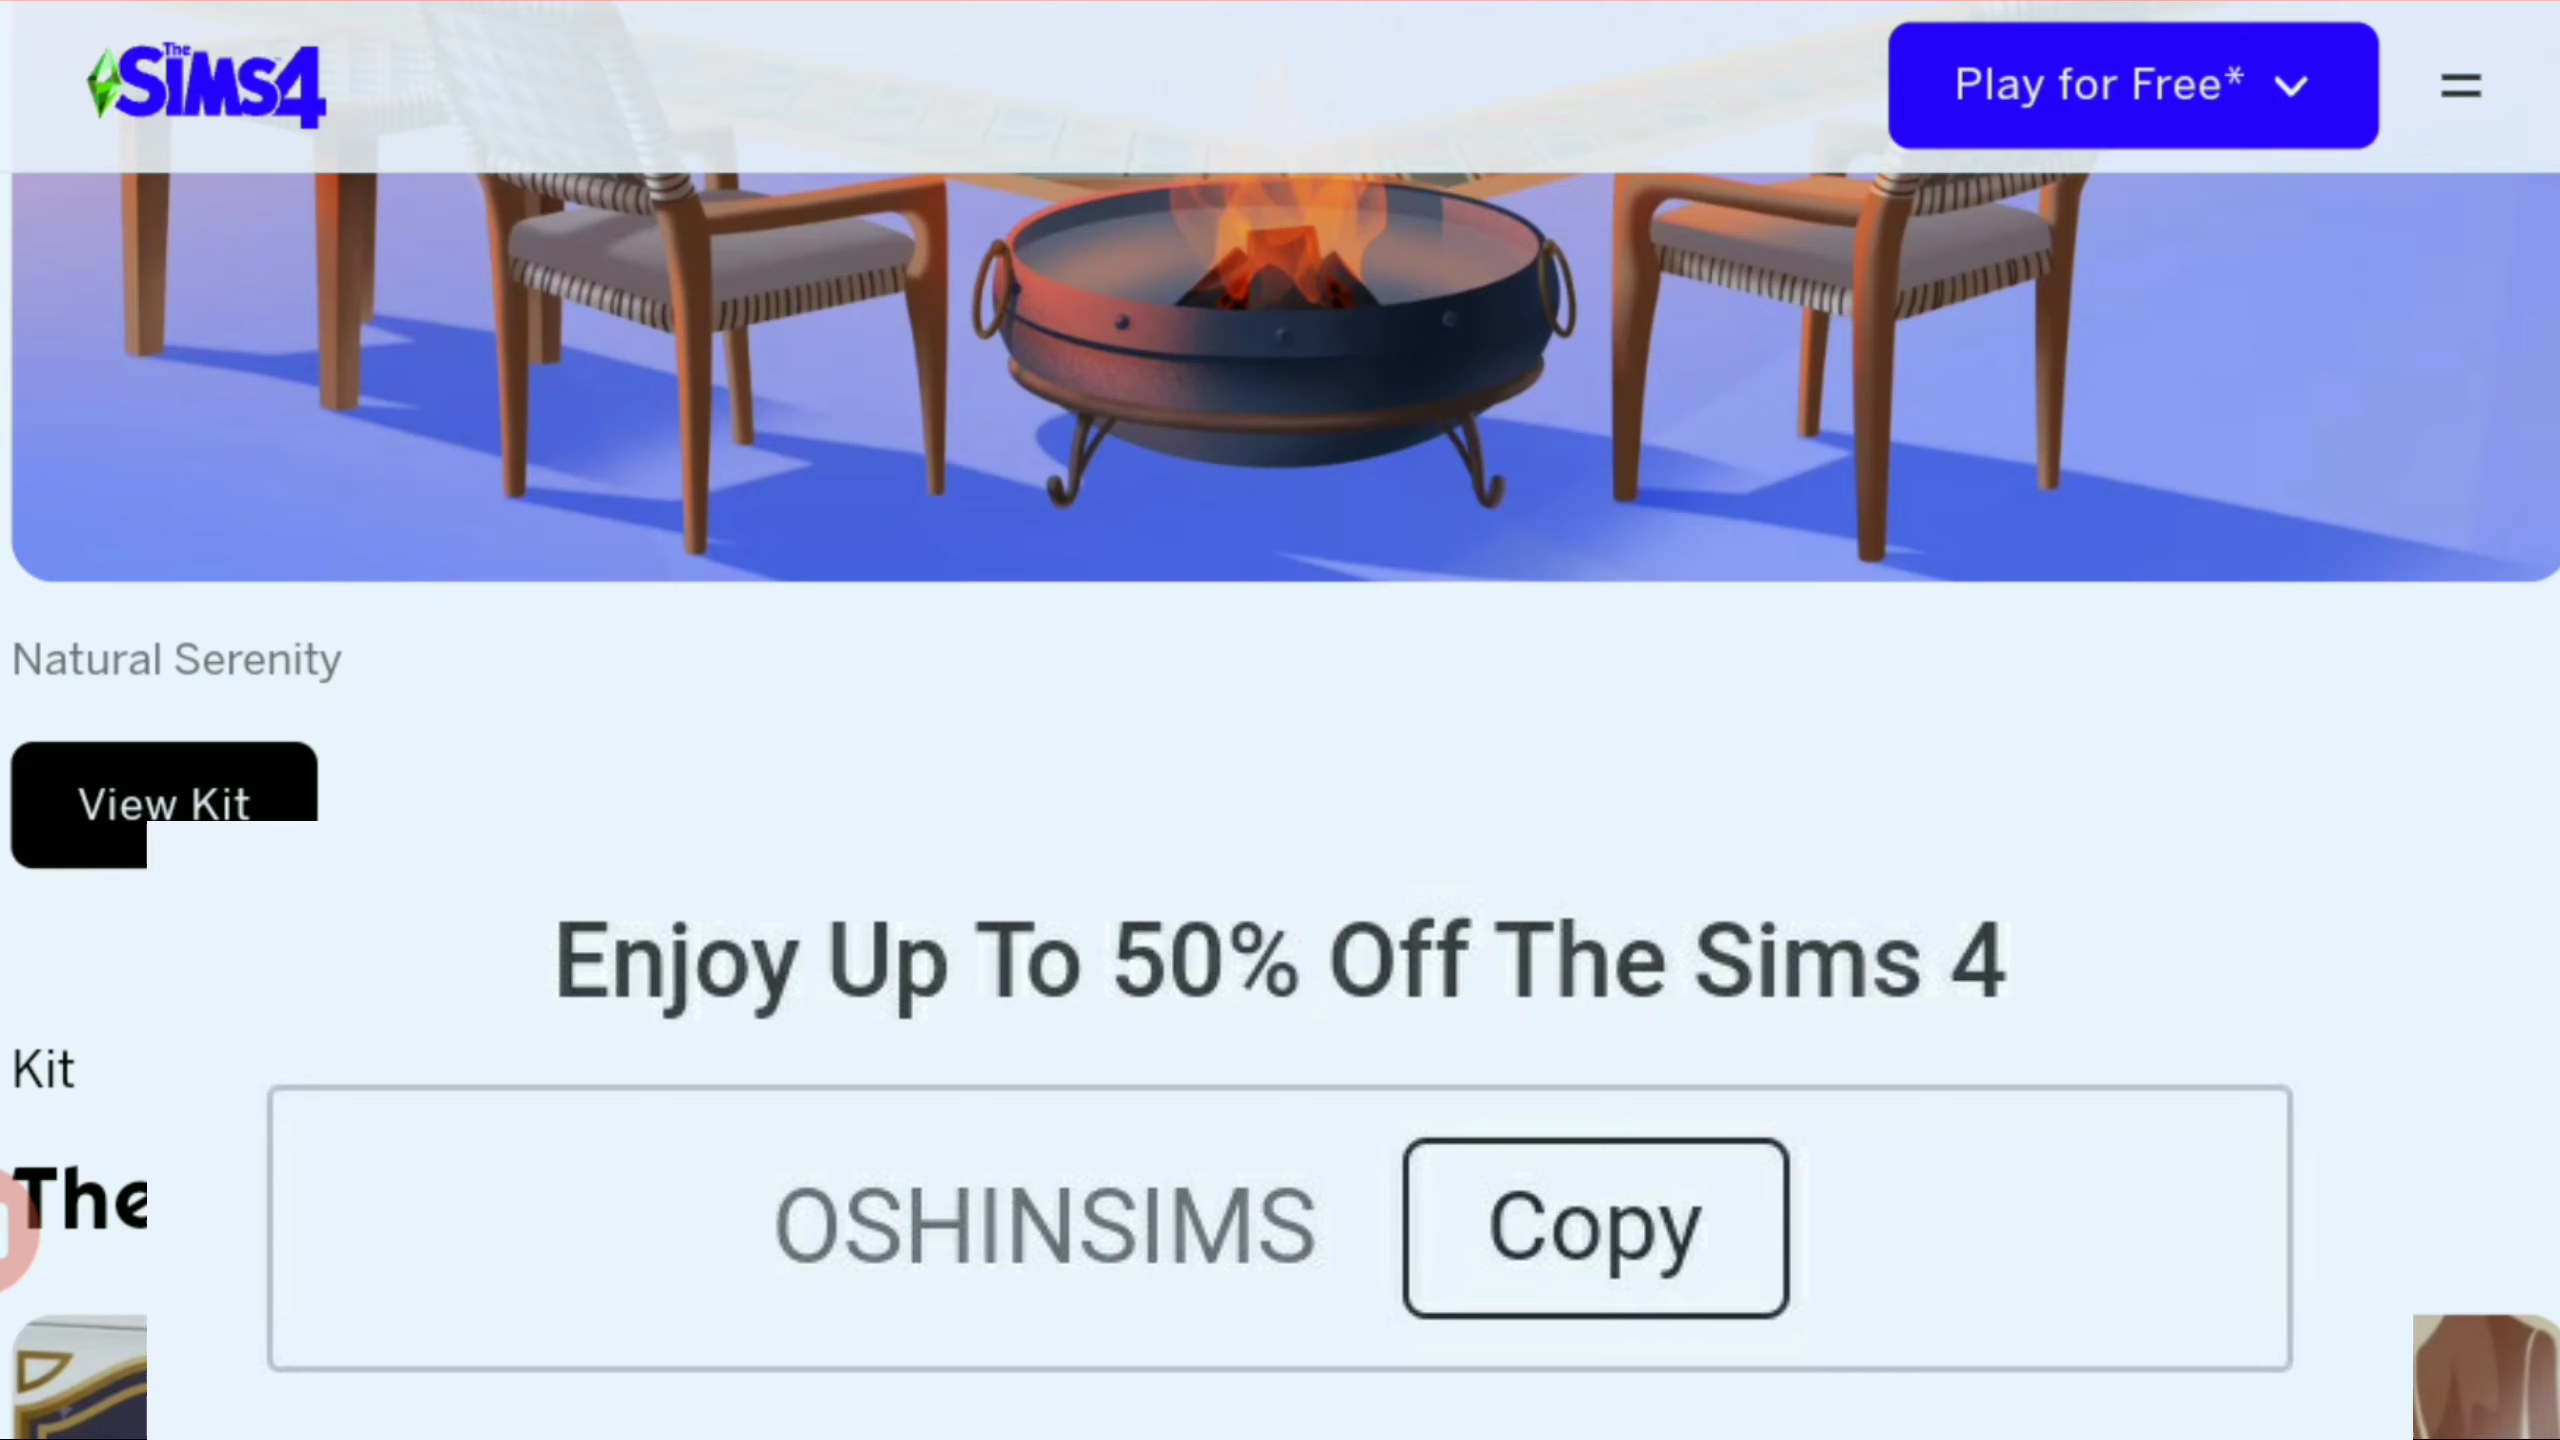 The Sims 4
Play for Free*
Natural Serenity
View Kit
Enjoy Up To 50% Off The Sims 4
Kit
The
OSHINSIMS
Copy